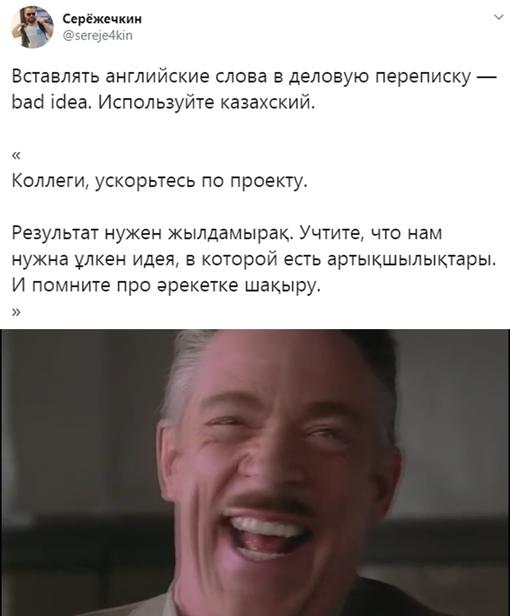 Серёжечкин
@sereje4kin
Вставлять английские слова в деловую переписку —
bad idea. Используйте казахский.
«
Коллеги, ускорьтесь по проекту.
Результат нужен жылдамырақ. Учтите, что нам
нужна ұлкен идея, в которой есть артықшылықтары.
И помните про әрекетке шақыру.
»